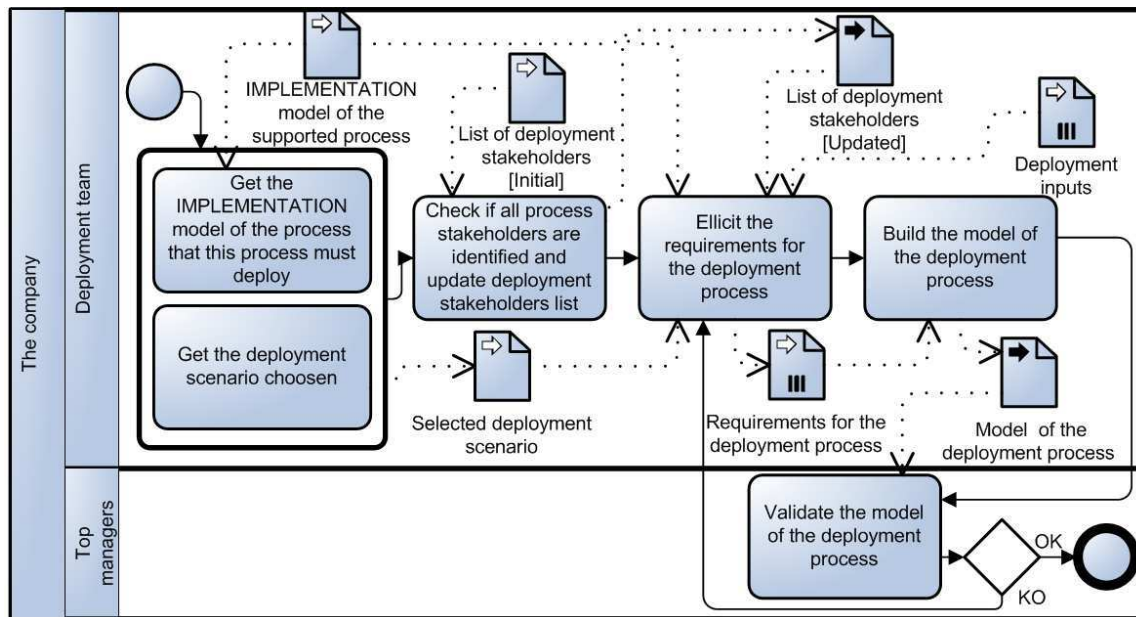 The company
Deployment team
Top
managers
IMPLEMENTATION
model of the
supported process
List of deployment
stakeholders
[Initial]
List of deployment
stakeholders
[Updated]
Deployment
inputs
Get the
IMPLEMENTATION
model of the process
that this process must
deploy
Get the deployment
scenario choosen
Check if all process
stakeholders are
identified and
update deployment
stakeholders list
Ellicit the
requirements for
the deployment
process
Build the model of
the deployment
process
Selected deployment
scenario
Requirements for the
deployment process
Model of the
deployment process
Validate the model
of the deployment
process
OK
KO